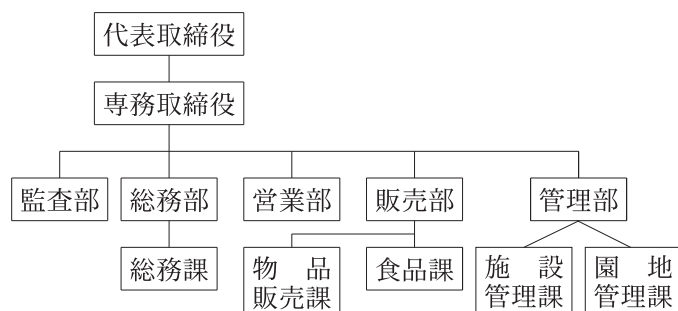 代表取締役
専務取締役
監査部 総務部 営業部 販売部 管理部
総務課 物品販売課 食品課 施設管理課 園地管理課